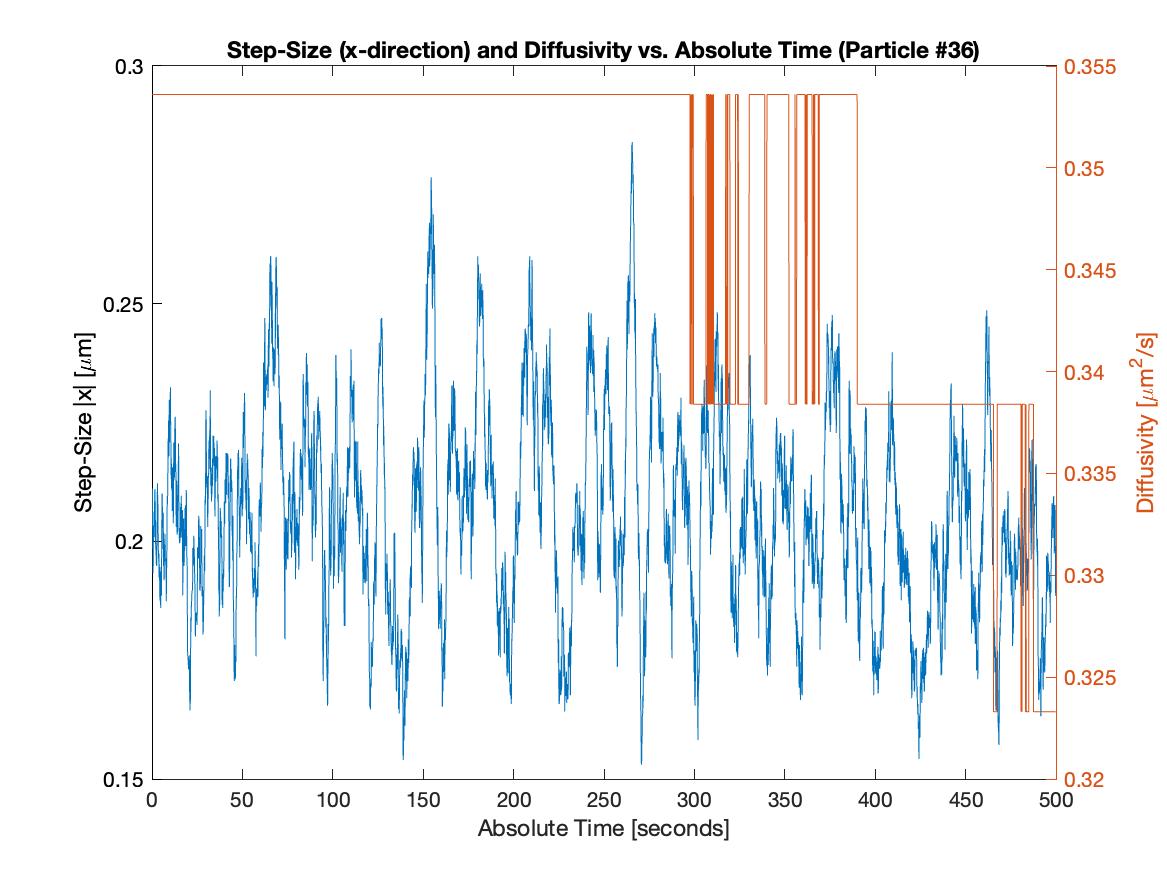 Step-Size (x-direction) and Diffusivity vs. Absolute Time (Particle #36)
0.3
0.25
0.2
0.15
Step-Size |x| [μm]
0.355
0.35
0.345
0.34
0.335
0.33
0.325
0.32
Diffusivity [μm²/s]
0 50 100 150 200 250 300 350 400 450 500
Absolute Time [seconds]